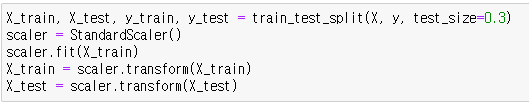 X_train, X_test, y_train, y_test = train_test_split(X, y, test_size=0.3)
scaler = StandardScaler()
scaler.fit(X_train)
X_train = scaler.transform(X_train)
X_test = scaler.transform(X_test)